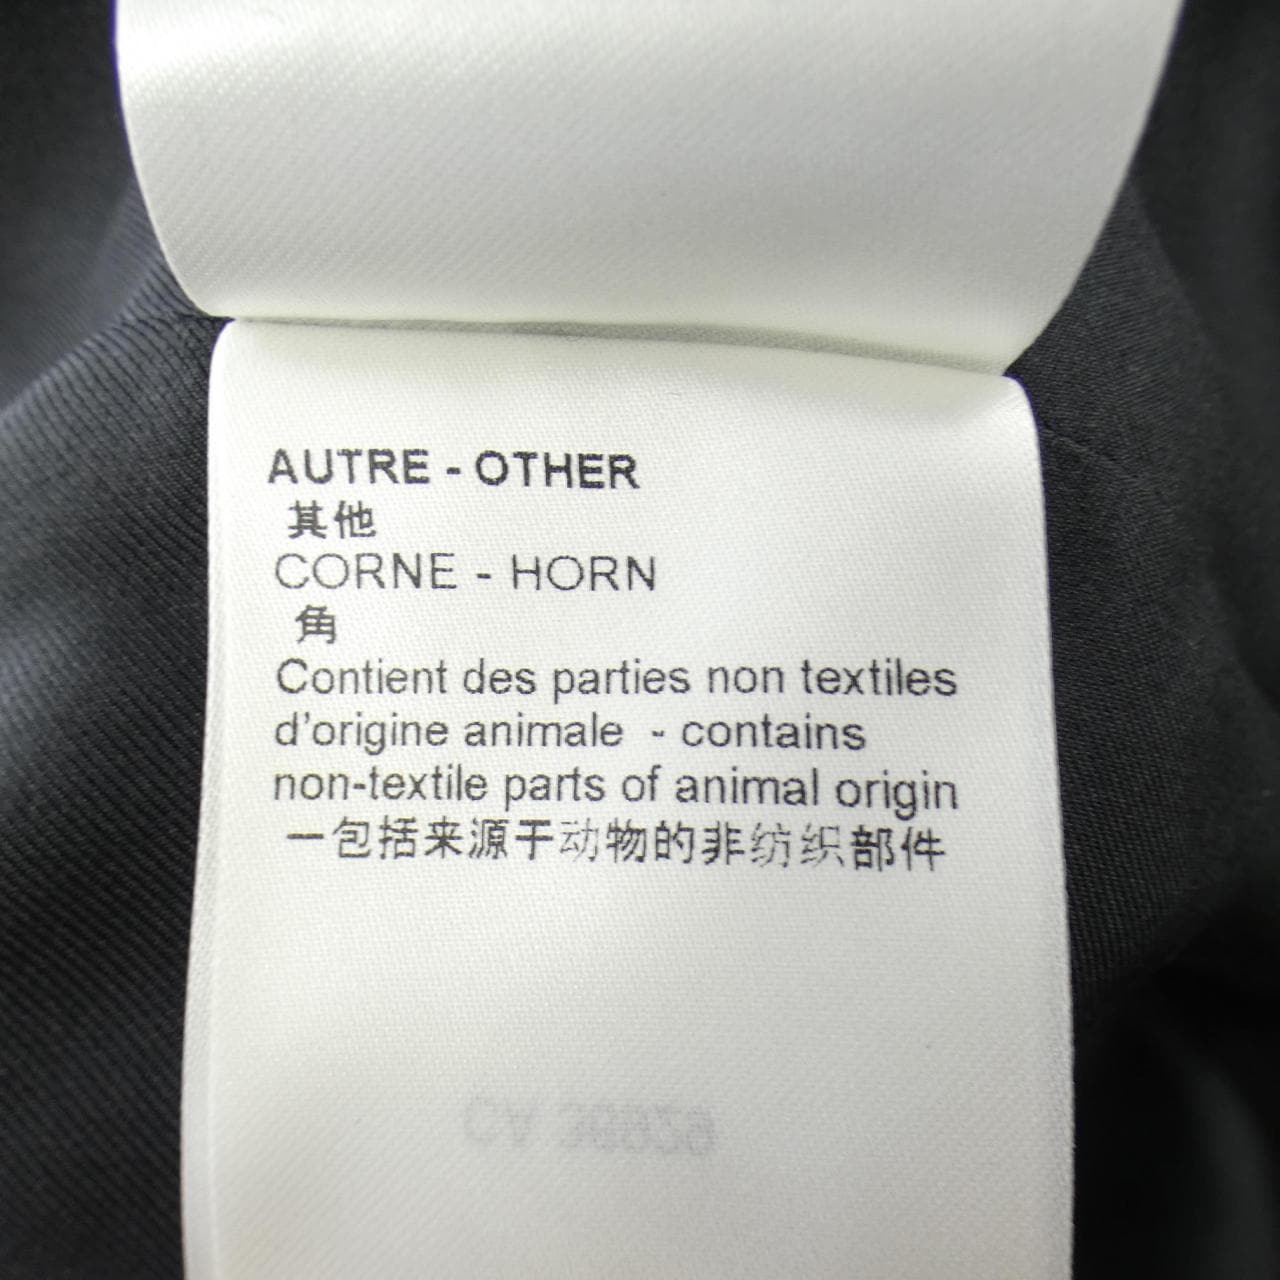 AUTRE - OTHER
其他
CORNE - HORN
角
Contient des parties non textiles
d'origine animale - contains
non-textile parts of animal origin
一包括来源于动物的非纺织部件